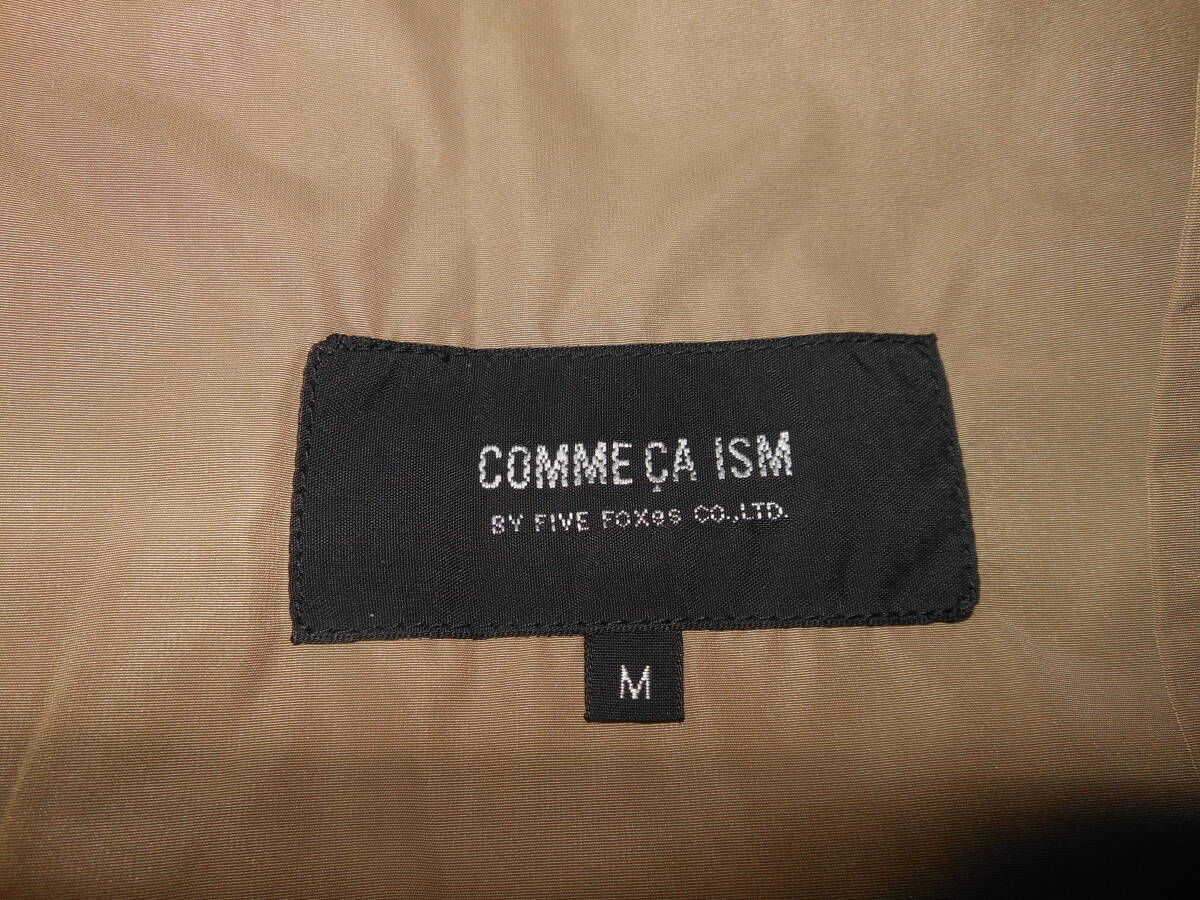 COMME ÇA ISM
BY FIVE FOXes CO.,LTD.
M